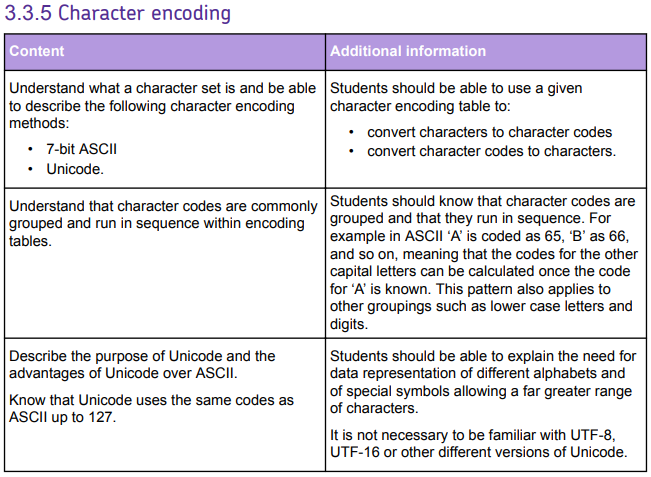 3.3.5 Character encoding
Content
Additional information
Understand what a character set is and be able
to describe the following character encoding
methods:
• 7-bit ASCII
• Unicode.
Students should be able to use a given
character encoding table to:
• convert characters to character codes
• convert character codes to characters.
Understand that character codes are commonly
grouped and run in sequence within encoding
tables.
Students should know that character codes are
grouped and that they run in sequence. For
example in ASCII ‘A’ is coded as 65, ‘B’ as 66,
and so on, meaning that the codes for the other
capital letters can be calculated once the code
for ‘A’ is known. This pattern also applies to
other groupings such as lower case letters and
digits.
Describe the purpose of Unicode and the
advantages of Unicode over ASCII.
Know that Unicode uses the same codes as
ASCII up to 127.
Students should be able to explain the need for
data representation of different alphabets and
of special symbols allowing a far greater range
of characters.
It is not necessary to be familiar with UTF-8,
UTF-16 or other different versions of Unicode.